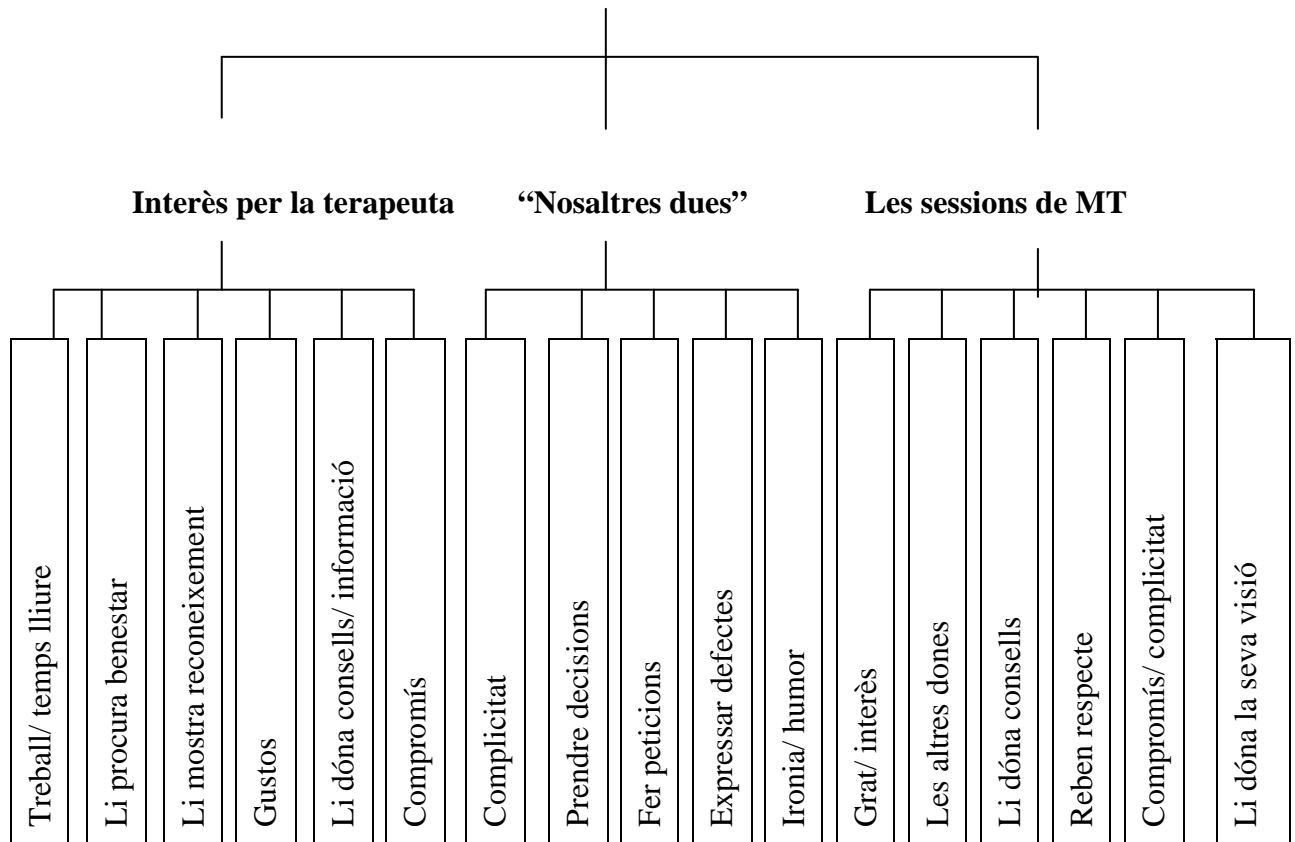 Interès per la terapeuta
“Nosaltres dues”
Les sessions de MT
Treball/ temps lliure
Li procura benestar
Li mostra reconeixement
Gustos
Li dóna consells/ informació
Compromís
Complicitat
Prendre decisions
Fer peticions
Expressar defectes
Ironia/ humor
Grat/ interès
Les altres dones
Li dóna consells
Reben respecte
Compromís/ complicitat
Li dóna la seva visió